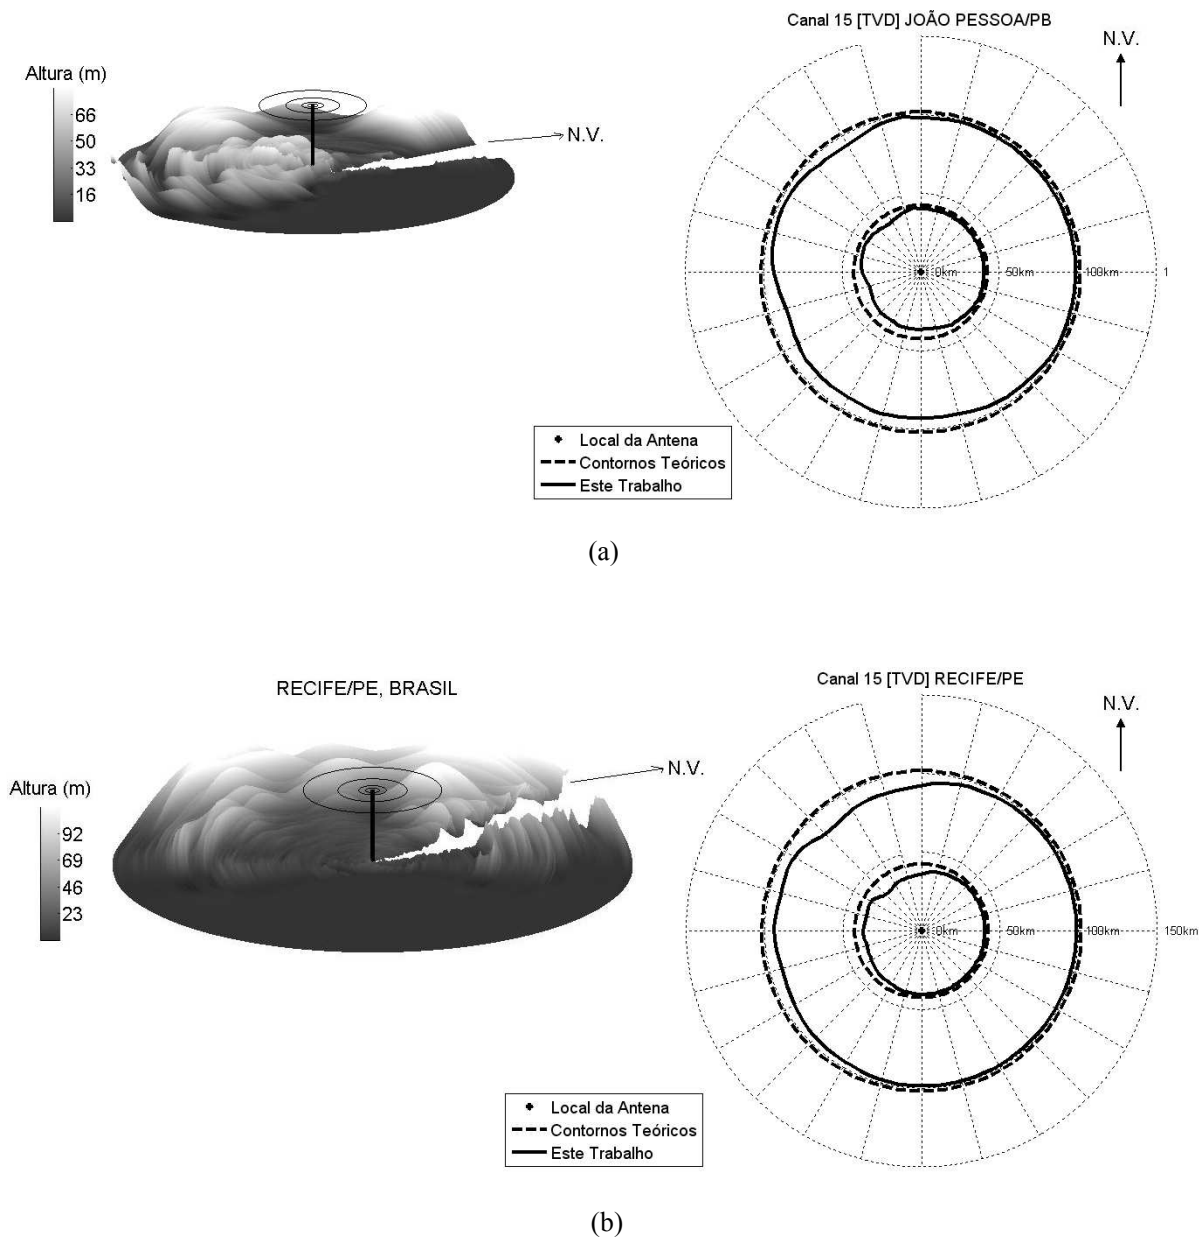 Canal 15 [TVD] JOÃO PESSOA/PB
N.V.
Altura (m)
66
50
33
16
N.V.
0km
50km
100km
1
Local da Antena
Contornos Teóricos
Este Trabalho
(a)
RECIFE/PE, BRASIL
Canal 15 [TVD] RECIFE/PE
N.V.
Altura (m)
92
69
46
23
N.V.
0km
50km
100km
150km
Local da Antena
Contornos Teóricos
Este Trabalho
(b)